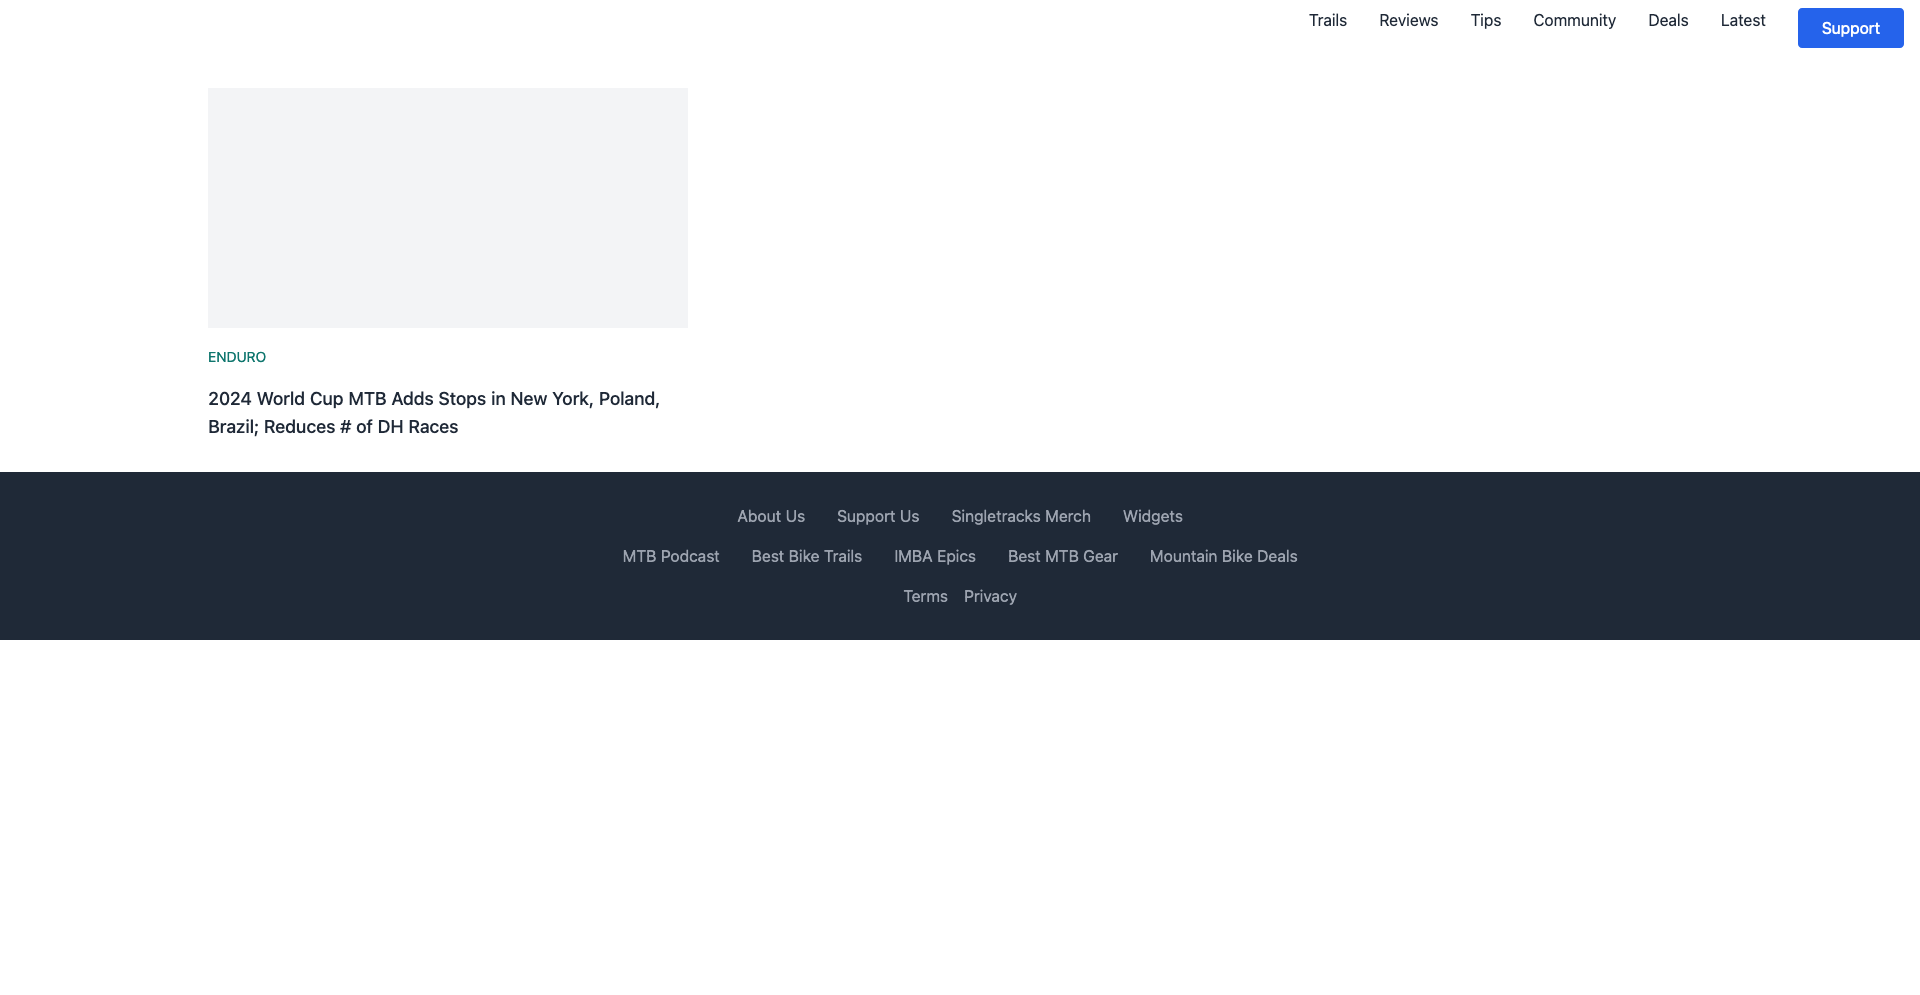 Trails Reviews Tips Community Deals Latest Support
ENDURO
2024 World Cup MTB Adds Stops in New York, Poland,
Brazil; Reduces # of DH Races
About Us Support Us Singletracks Merch Widgets
MTB Podcast Best Bike Trails IMBA Epics Best MTB Gear Mountain Bike Deals
Terms Privacy